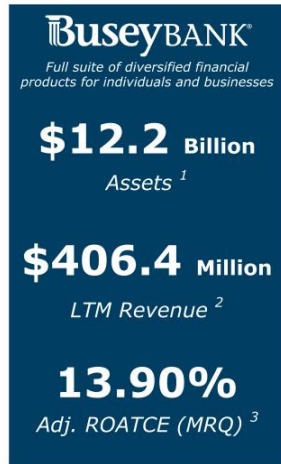 BUSEYBANK®
Full suite of diversified financial
products for individuals and businesses
$12.2 Billion
Assets 1
$406.4 Million
LTM Revenue 2
13.90%
Adj. ROATCE (MRQ) 3